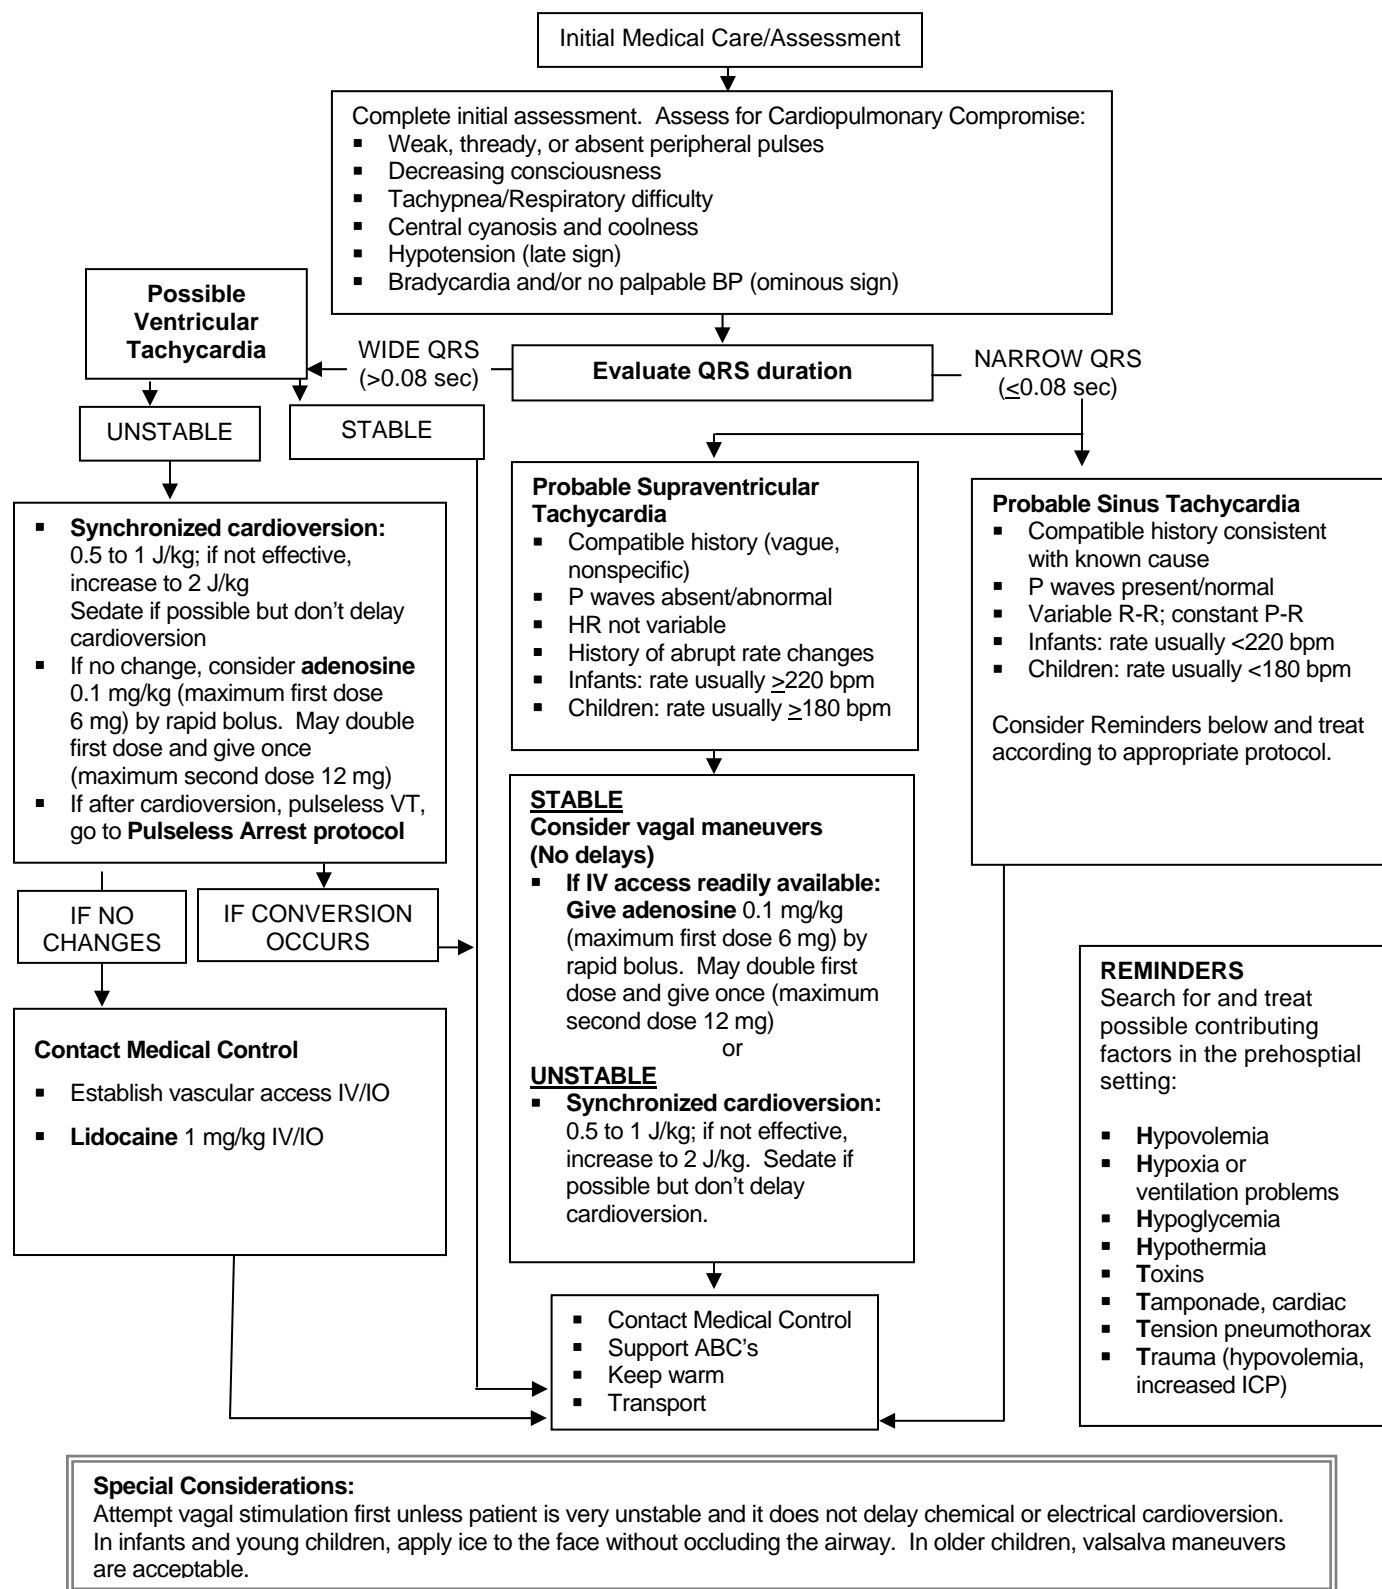 Initial Medical Care/Assessment
Complete initial assessment.  Assess for Cardiopulmonary Compromise:
▪ Weak, thready, or absent peripheral pulses
▪ Decreasing consciousness
▪ Tachypnea/Respiratory difficulty
▪ Central cyanosis and coolness
▪ Hypotension (late sign)
▪ Bradycardia and/or no palpable BP (ominous sign)
Possible
Ventricular
Tachycardia
WIDE QRS
(>0.08 sec)
Evaluate QRS duration
NARROW QRS
(≤0.08 sec)
UNSTABLE
STABLE
▪ Synchronized cardioversion:
0.5 to 1 J/kg; if not effective,
increase to 2 J/kg
Sedate if possible but don’t delay
cardioversion
▪ If no change, consider adenosine
0.1 mg/kg (maximum first dose
6 mg) by rapid bolus.  May double
first dose and give once
(maximum second dose 12 mg)
▪ If after cardioversion, pulseless VT,
go to Pulseless Arrest protocol
IF NO
CHANGES
IF CONVERSION
OCCURS
Contact Medical Control
▪ Establish vascular access IV/IO
▪ Lidocaine 1 mg/kg IV/IO
Probable Supraventricular
Tachycardia
▪ Compatible history (vague,
nonspecific)
▪ P waves absent/abnormal
▪ HR not variable
▪ History of abrupt rate changes
▪ Infants: rate usually ≥220 bpm
▪ Children: rate usually ≥180 bpm
STABLE
Consider vagal maneuvers
(No delays)
▪ If IV access readily available:
Give adenosine 0.1 mg/kg
(maximum first dose 6 mg) by
rapid bolus.  May double first
dose and give once (maximum
second dose 12 mg)
or
UNSTABLE
▪ Synchronized cardioversion:
0.5 to 1 J/kg; if not effective,
increase to 2 J/kg.  Sedate if
possible but don’t delay
cardioversion.
Probable Sinus Tachycardia
▪ Compatible history consistent
with known cause
▪ P waves present/normal
▪ Variable R-R; constant P-R
▪ Infants: rate usually <220 bpm
▪ Children: rate usually <180 bpm
Consider Reminders below and treat
according to appropriate protocol.
REMINDERS
Search for and treat
possible contributing
factors in the prehosptial
setting:
▪ Hypovolemia
▪ Hypoxia or
ventilation problems
▪ Hypoglycemia
▪ Hypothermia
▪ Toxins
▪ Tamponade, cardiac
▪ Tension pneumothorax
▪ Trauma (hypovolemia,
increased ICP)
▪ Contact Medical Control
▪ Support ABC’s
▪ Keep warm
▪ Transport
Special Considerations:
Attempt vagal stimulation first unless patient is very unstable and it does not delay chemical or electrical cardioversion.
In infants and young children, apply ice to the face without occluding the airway.  In older children, valsalva maneuvers
are acceptable.